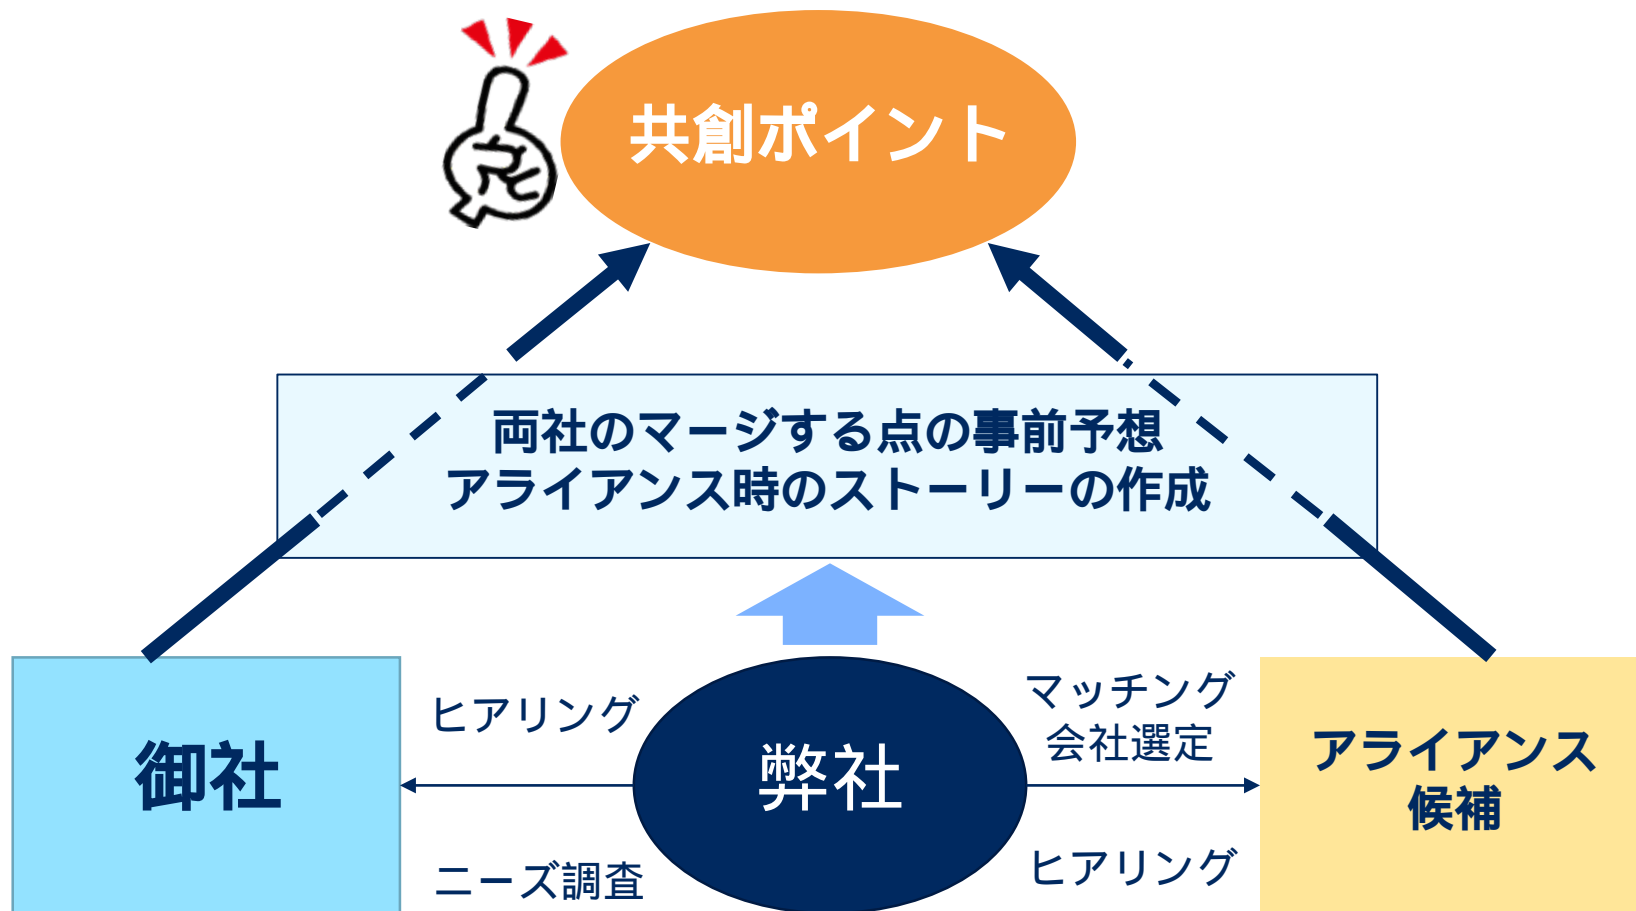 共創ポイント
両社のマージする点の事前予想
アライアンス時のストーリーの作成
御社
ヒアリング
ニーズ調査
弊社
マッチング
会社選定
ヒアリング
アライアンス
候補